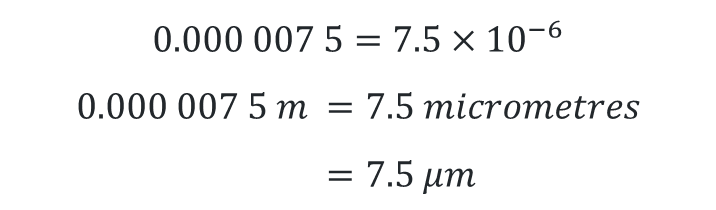 0.000 007 5 = 7.5 × 10⁻⁶
0.000 007 5 m = 7.5 micrometres
= 7.5 μm